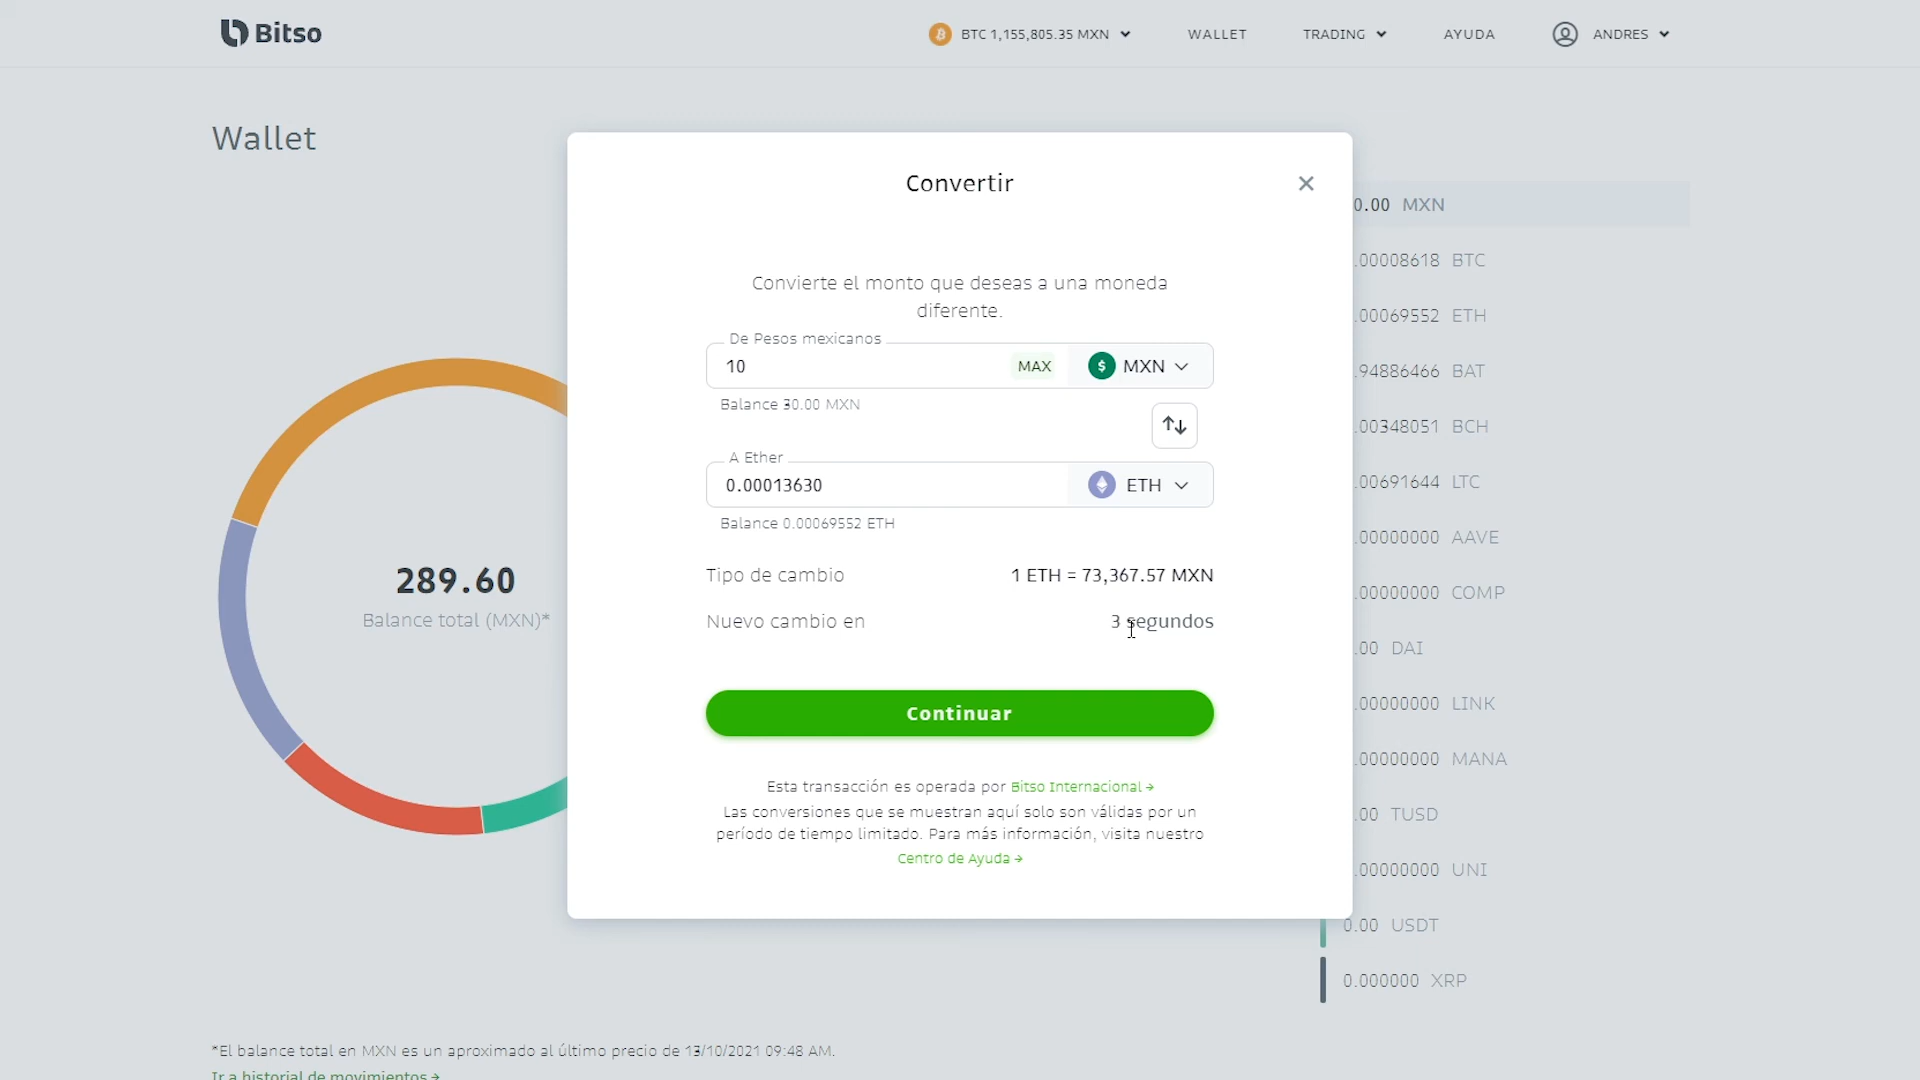 Bitso
BTC 1,155,805.35 MXN
WALLET
TRADING
AYUDA
ANDRES
Wallet
Convertir
Convierte el monto que deseas a una moneda
diferente.
De Pesos mexicanos
10
MAX
MXN
Balance 30.00 MXN
A Ether
0.00013630
ETH
Balance 0.00069552 ETH
Tipo de cambio
1 ETH = 73,367.57 MXN
Nuevo cambio en
3 segundos
Continuar
Esta transacción es operada por Bitso Internacional →
Las conversiones que se muestran aquí solo son válidas por un
período de tiempo limitado. Para más información, visita nuestro
Centro de Ayuda →
289.60
Balance total (MXN)*
0.00 MXN
.00008618 BTC
.00069552 ETH
.94886466 BAT
.00348051 BCH
.00691644 LTC
.00000000 AAVE
.00000000 COMP
.00 DAI
.00000000 LINK
.00000000 MANA
.00 TUSD
.00000000 UNI
0.00 USDT
0.000000 XRP
*El balance total en MXN es un aproximado al último precio de 13/10/2021 09:48 AM.
Ir a historial de movimientos →